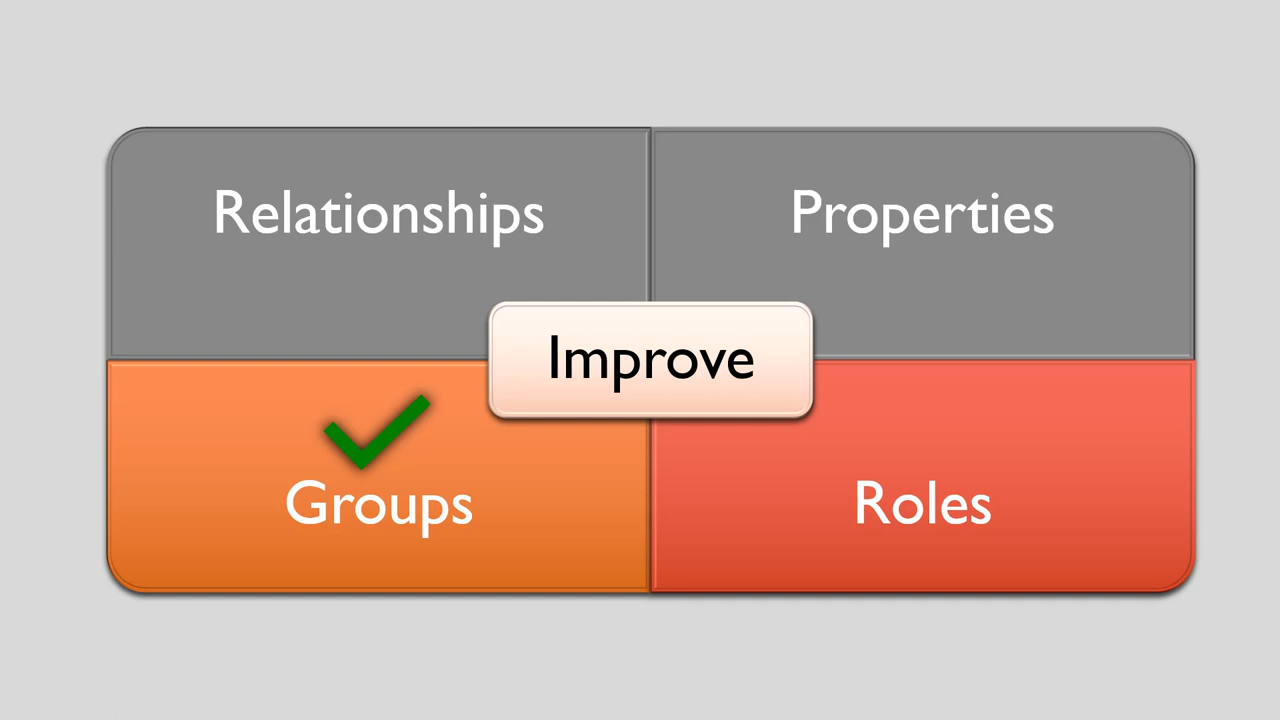 Relationships
Properties
Improve
Groups
Roles